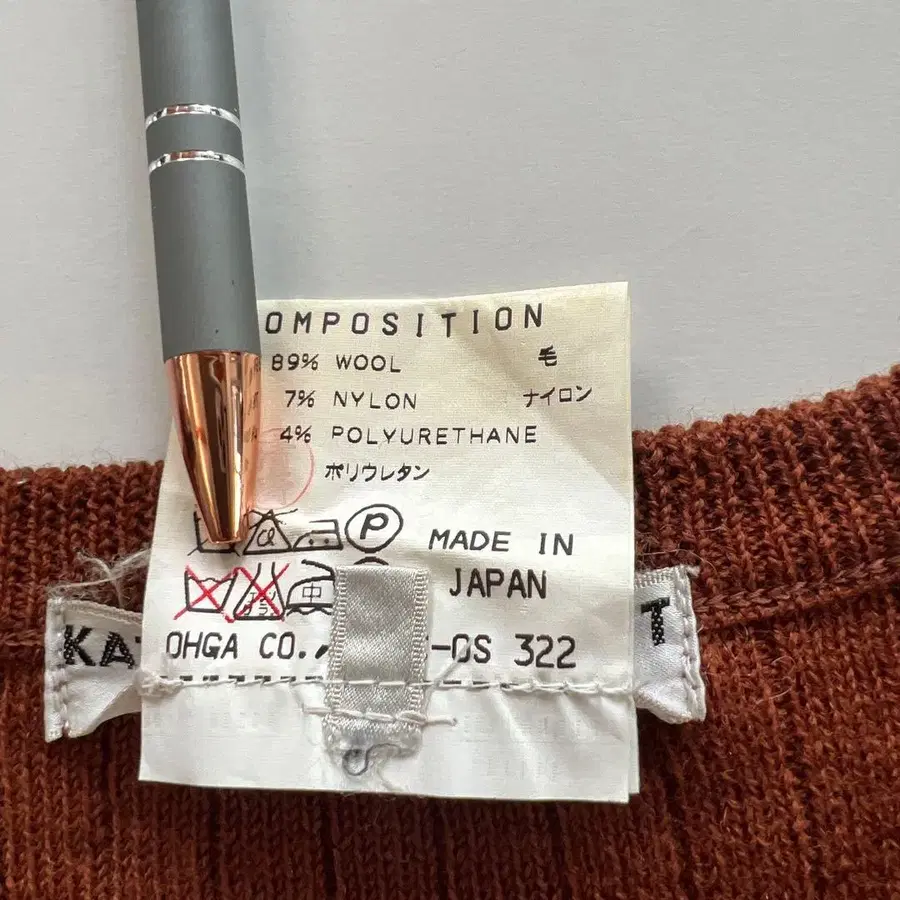 OMPOSITION
89% WOOL 毛
7% NYLON ナイロン
4% POLYURETHANE
ポリウレタン
P
MADE IN
中 JAPAN
KA T
OHGA CO., -OS 322